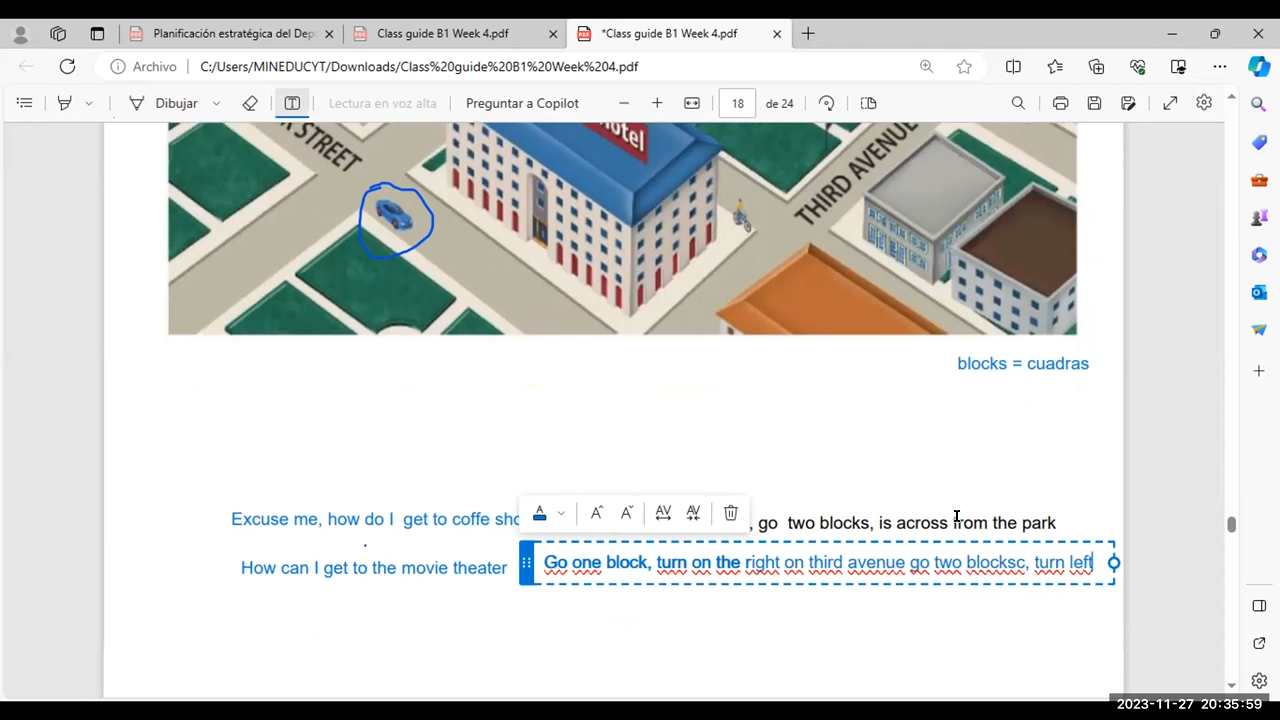 Planificación estratégica del Dep
Class guide B1 Week 4.pdf
*Class guide B1 Week 4.pdf
Archivo
C:/Users/MINEDUCYT/Downloads/Class%20guide%20B1%20Week%204.pdf
Dibujar
Lectura en voz alta
Preguntar a Copilot
18
de 24
STREET
Hotel
THIRD AVENUE
blocks = cuadras
Excuse me, how do I  get to coffe sho
, go  two blocks, is across from the park
How can I get to the movie theater
Go one block, turn on the right on third avenue go two blocksc, turn left
2023-11-27 20:35:59